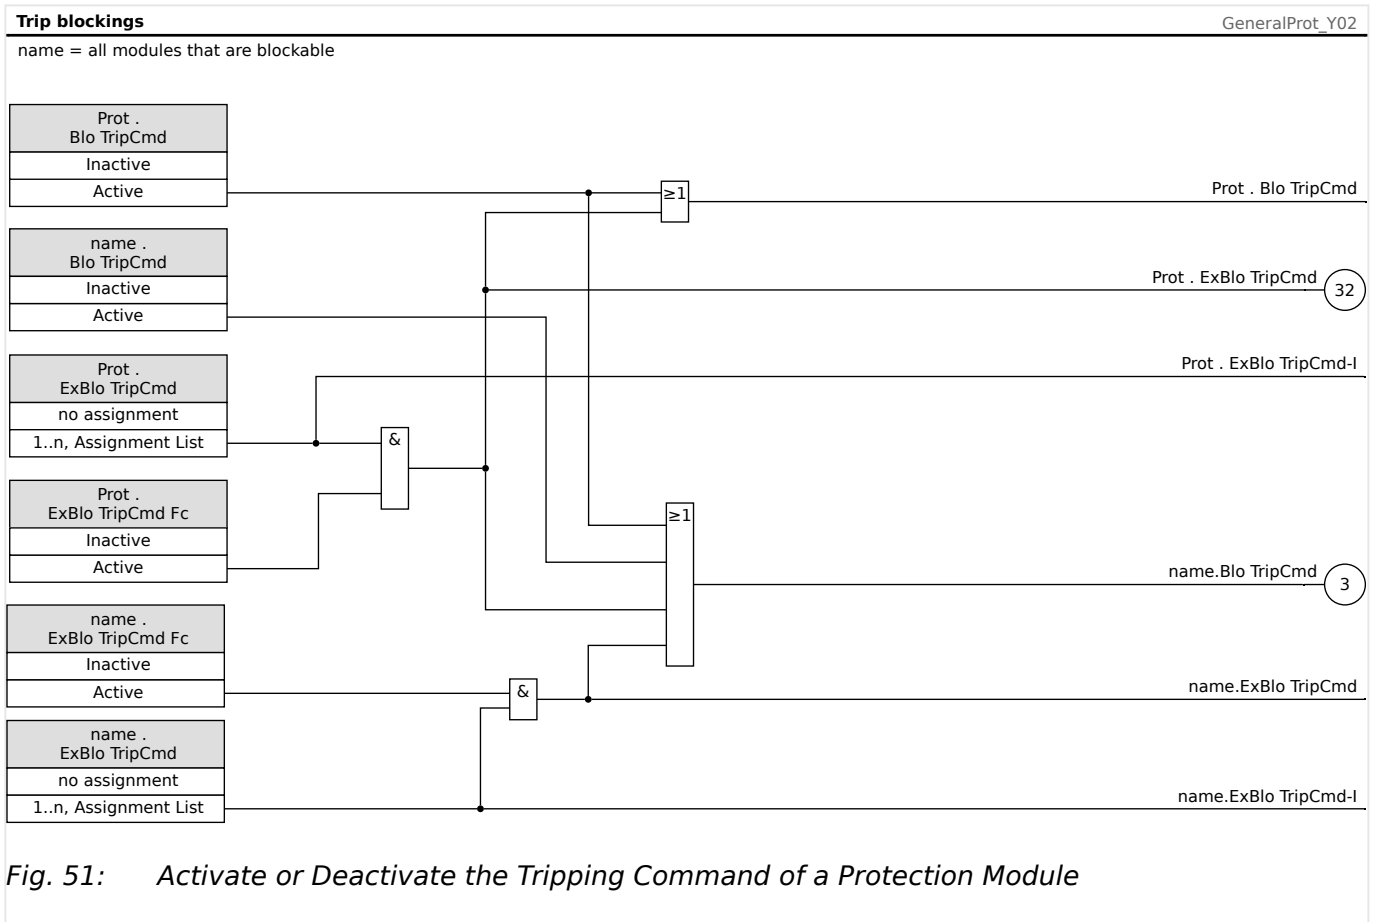 Trip blockings
GeneralProt_Y02
name = all modules that are blockable
Prot .
Blo TripCmd
Inactive
Active
≥1
Prot . Blo TripCmd
name .
Blo TripCmd
Inactive
Active
Prot . ExBlo TripCmd
32
Prot .
ExBlo TripCmd
no assignment
1..n, Assignment List
Prot . ExBlo TripCmd-I
&
Prot .
ExBlo TripCmd Fc
Inactive
Active
≥1
name.Blo TripCmd
3
name .
ExBlo TripCmd Fc
Inactive
Active
&
name.ExBlo TripCmd
name .
ExBlo TripCmd
no assignment
1..n, Assignment List
name.ExBlo TripCmd-I
Fig. 51: Activate or Deactivate the Tripping Command of a Protection Module